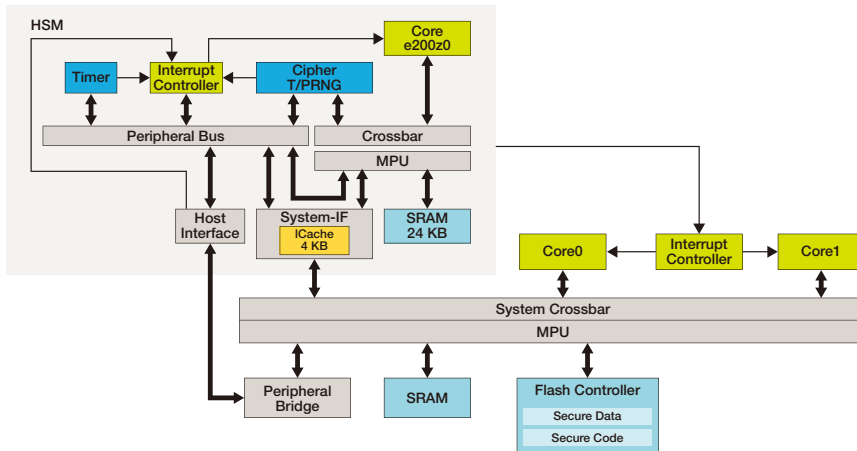 HSM
Core
e200z0
Timer
Interrupt
Controller
Cipher
T/PRNG
Peripheral Bus
Crossbar
MPU
Host
Interface
System-IF
ICache
4 KB
SRAM
24 KB
Core0
Interrupt
Controller
Core1
System Crossbar
MPU
Peripheral
Bridge
SRAM
Flash Controller
Secure Data
Secure Code